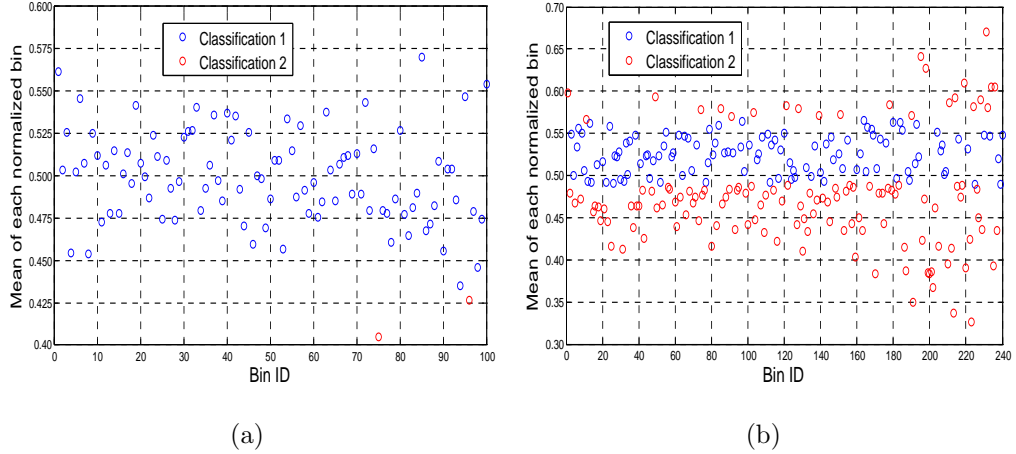 0.600
0.575
0.550
0.525
0.500
0.475
0.450
0.425
0.40
0 10 20 30 40 50 60 70 80 90 100
Mean of each normalized bin
Bin ID
Classification 1
Classification 2
(a)
0.70
0.65
0.60
0.55
0.50
0.45
0.40
0.35
0.30
0 20 40 60 80 100 120 140 160 180 200 220 240
Mean of each normalized bin
Bin ID
Classification 1
Classification 2
(b)